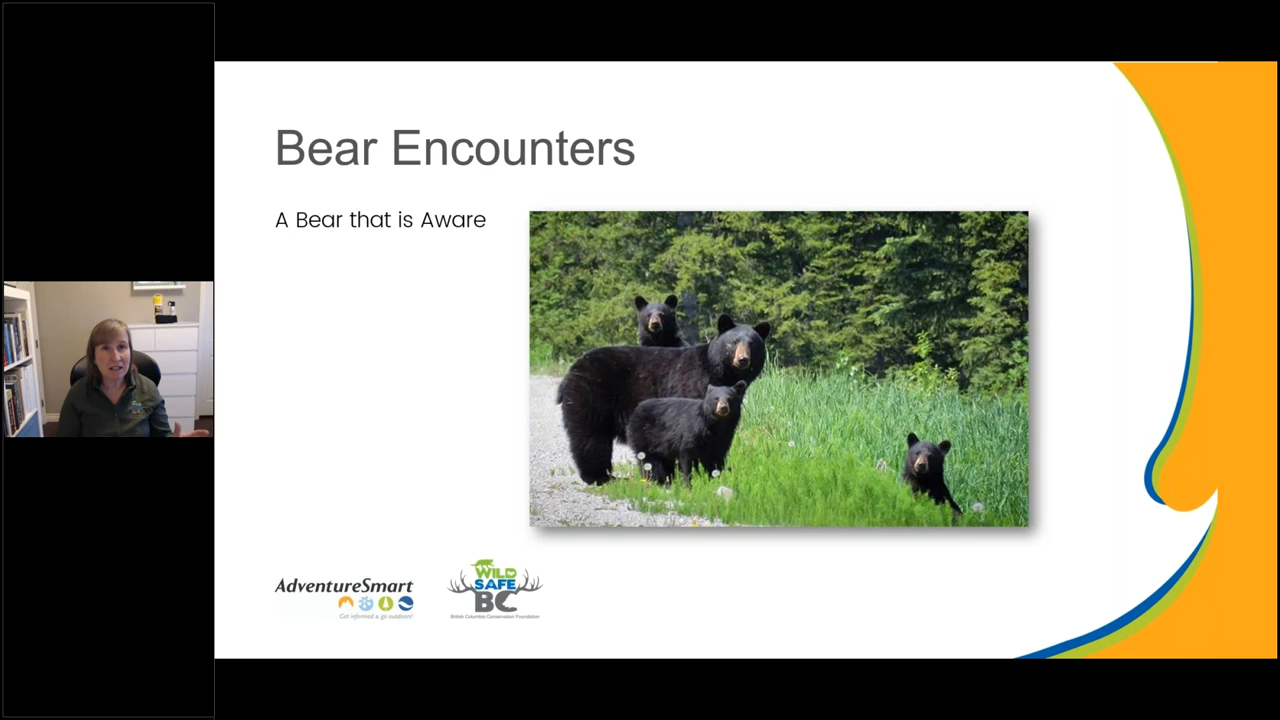 Bear Encounters
A Bear that is Aware
AdventureSmart
Get informed & go outdoors!
WILD
SAFE
BC
British Columbia Conservation Foundation